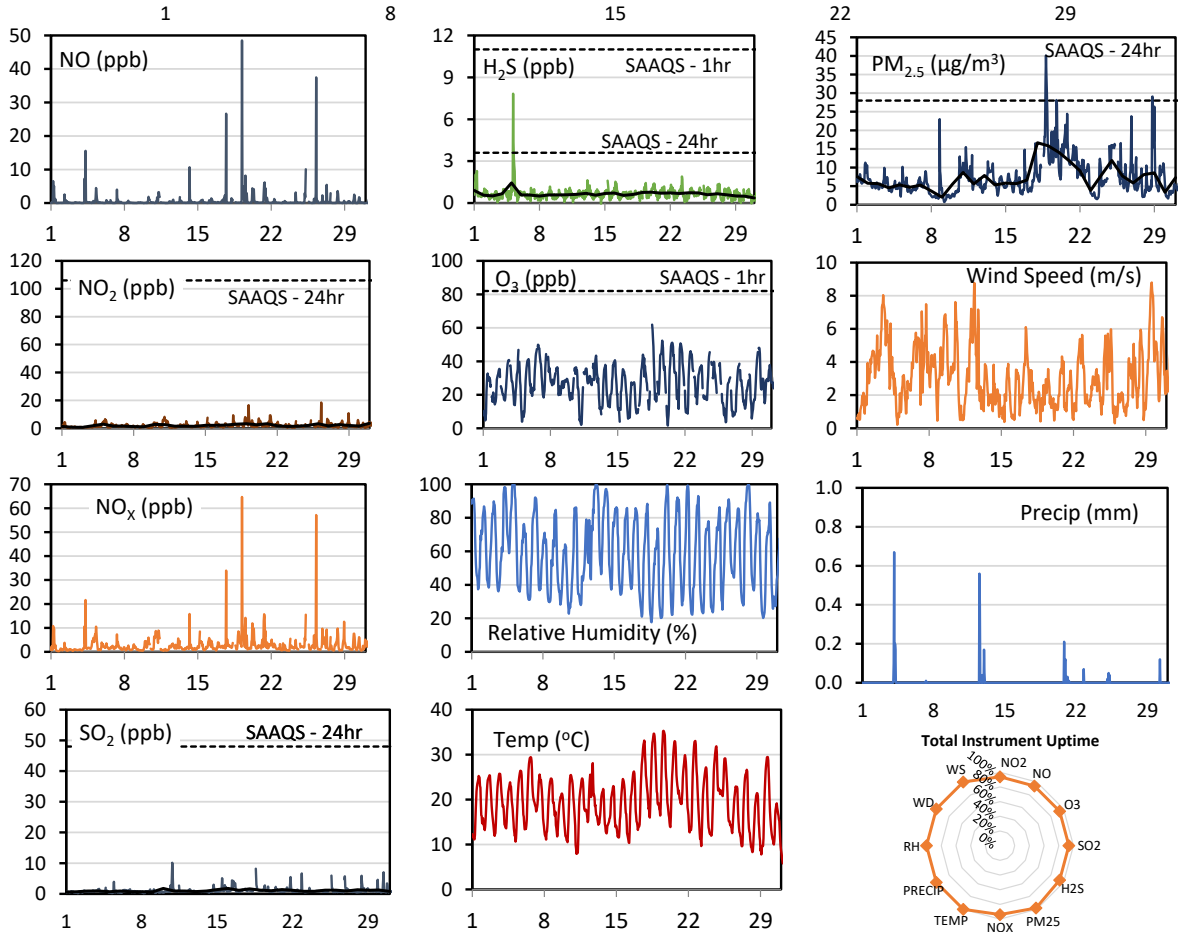 1 8 15 22 29
NO (ppb)
50
40
30
20
10
0
1 8 15 22 29
H2S (ppb)
SAAQS - 1hr
SAAQS - 24hr
12
9
6
3
0
1 8 15 22 29
PM2.5 (µg/m³)
SAAQS - 24hr
45
40
35
30
25
20
15
10
5
0
1 8 15 22 29
NO2 (ppb)
SAAQS - 24hr
120
100
80
60
40
20
0
1 8 15 22 29
O3 (ppb)
SAAQS - 1hr
100
80
60
40
20
0
1 8 15 22 29
Wind Speed (m/s)
10
8
6
4
2
0
1 8 15 22 29
NOX (ppb)
70
60
50
40
30
20
10
0
1 8 15 22 29
Relative Humidity (%)
100
80
60
40
20
0
1 8 15 22 29
Precip (mm)
1.0
0.8
0.6
0.4
0.2
0.0
1 8 15 22 29
SO2 (ppb)
SAAQS - 24hr
60
50
40
30
20
10
0
1 8 15 22 29
Temp (oC)
40
30
20
10
0
1 8 15 22 29
Total Instrument Uptime
100%
80%
60%
40%
20%
0%
NO2
NO
O3
SO2
H2S
PM25
NOX
TEMP
PRECIP
RH
WD
WS